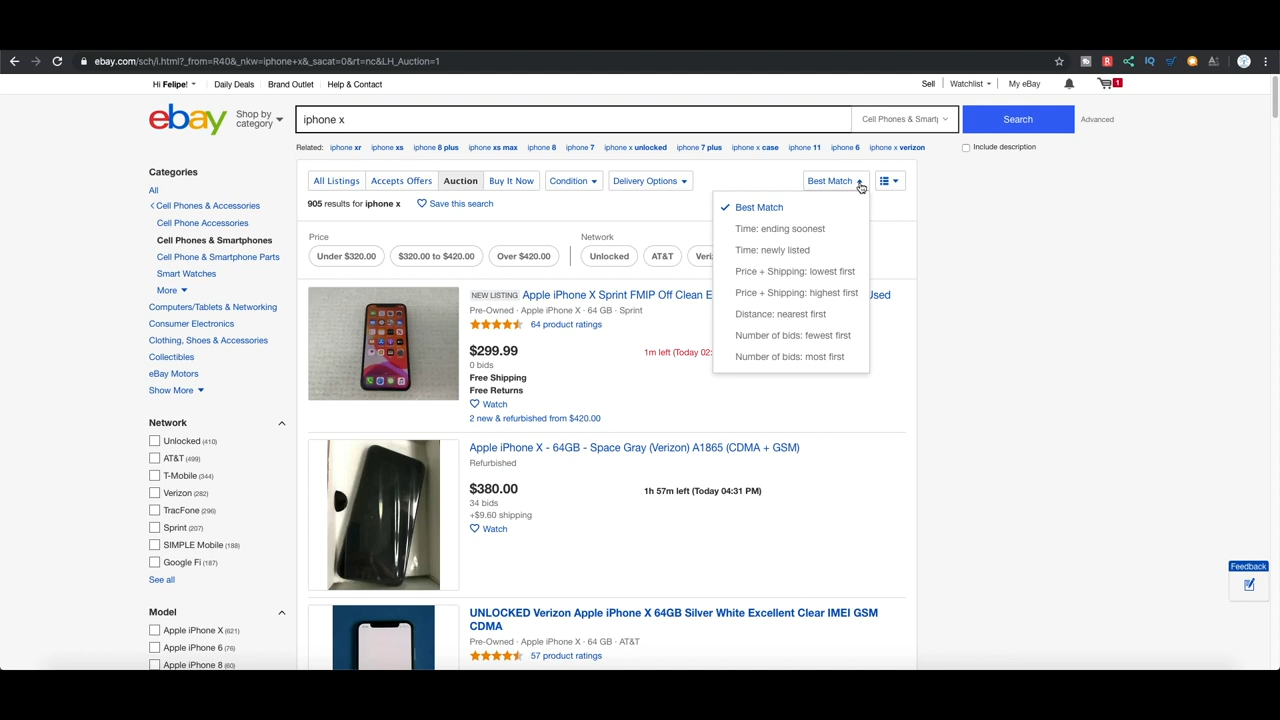 ebay.com/sch/i.html?_from=R40&_nkw=iphone+x&_sacat=0&rt=nc&LH_Auction=1
Hi Felipe! Daily Deals Brand Outlet Help & Contact Sell Watchlist My eBay 1
ebay Shop by category iphone x Cell Phones & Smart Search Advanced
Related: iphone xr iphone xs iphone 8 plus iphone xs max iphone 8 iphone 7 iphone x unlocked iphone 7 plus iphone x case iphone 11 iphone 6 iphone x verizon Include description
Categories
All
Cell Phones & Accessories
Cell Phone Accessories
Cell Phones & Smartphones
Cell Phone & Smartphone Parts
Smart Watches
More
Computers/Tablets & Networking
Consumer Electronics
Clothing, Shoes & Accessories
Collectibles
eBay Motors
Show More
Network
Unlocked (410)
AT&T (499)
T-Mobile (344)
Verizon (282)
TracFone (296)
Sprint (207)
SIMPLE Mobile (188)
Google Fi (187)
See all
Model
Apple iPhone X (621)
Apple iPhone 6 (76)
Apple iPhone 8 (60)
All Listings Accepts Offers Auction Buy It Now Condition Delivery Options Best Match
905 results for iphone x Save this search
Price Network
Under $320.00 $320.00 to $420.00 Over $420.00 Unlocked AT&T Veri
Best Match
Time: ending soonest
Time: newly listed
Price + Shipping: lowest first
Price + Shipping: highest first
Distance: nearest first
Number of bids: fewest first
Number of bids: most first
NEW LISTING Apple iPhone X Sprint FMIP Off Clean E Used
Pre-Owned · Apple iPhone X · 64 GB · Sprint
64 product ratings
$299.99 1m left (Today 02:
0 bids
Free Shipping
Free Returns
Watch
2 new & refurbished from $420.00
Apple iPhone X - 64GB - Space Gray (Verizon) A1865 (CDMA + GSM)
Refurbished
$380.00 1h 57m left (Today 04:31 PM)
34 bids
+$9.60 shipping
Watch
UNLOCKED Verizon Apple iPhone X 64GB Silver White Excellent Clear IMEI GSM
CDMA
Pre-Owned · Apple iPhone X · 64 GB · AT&T
57 product ratings
Feedback